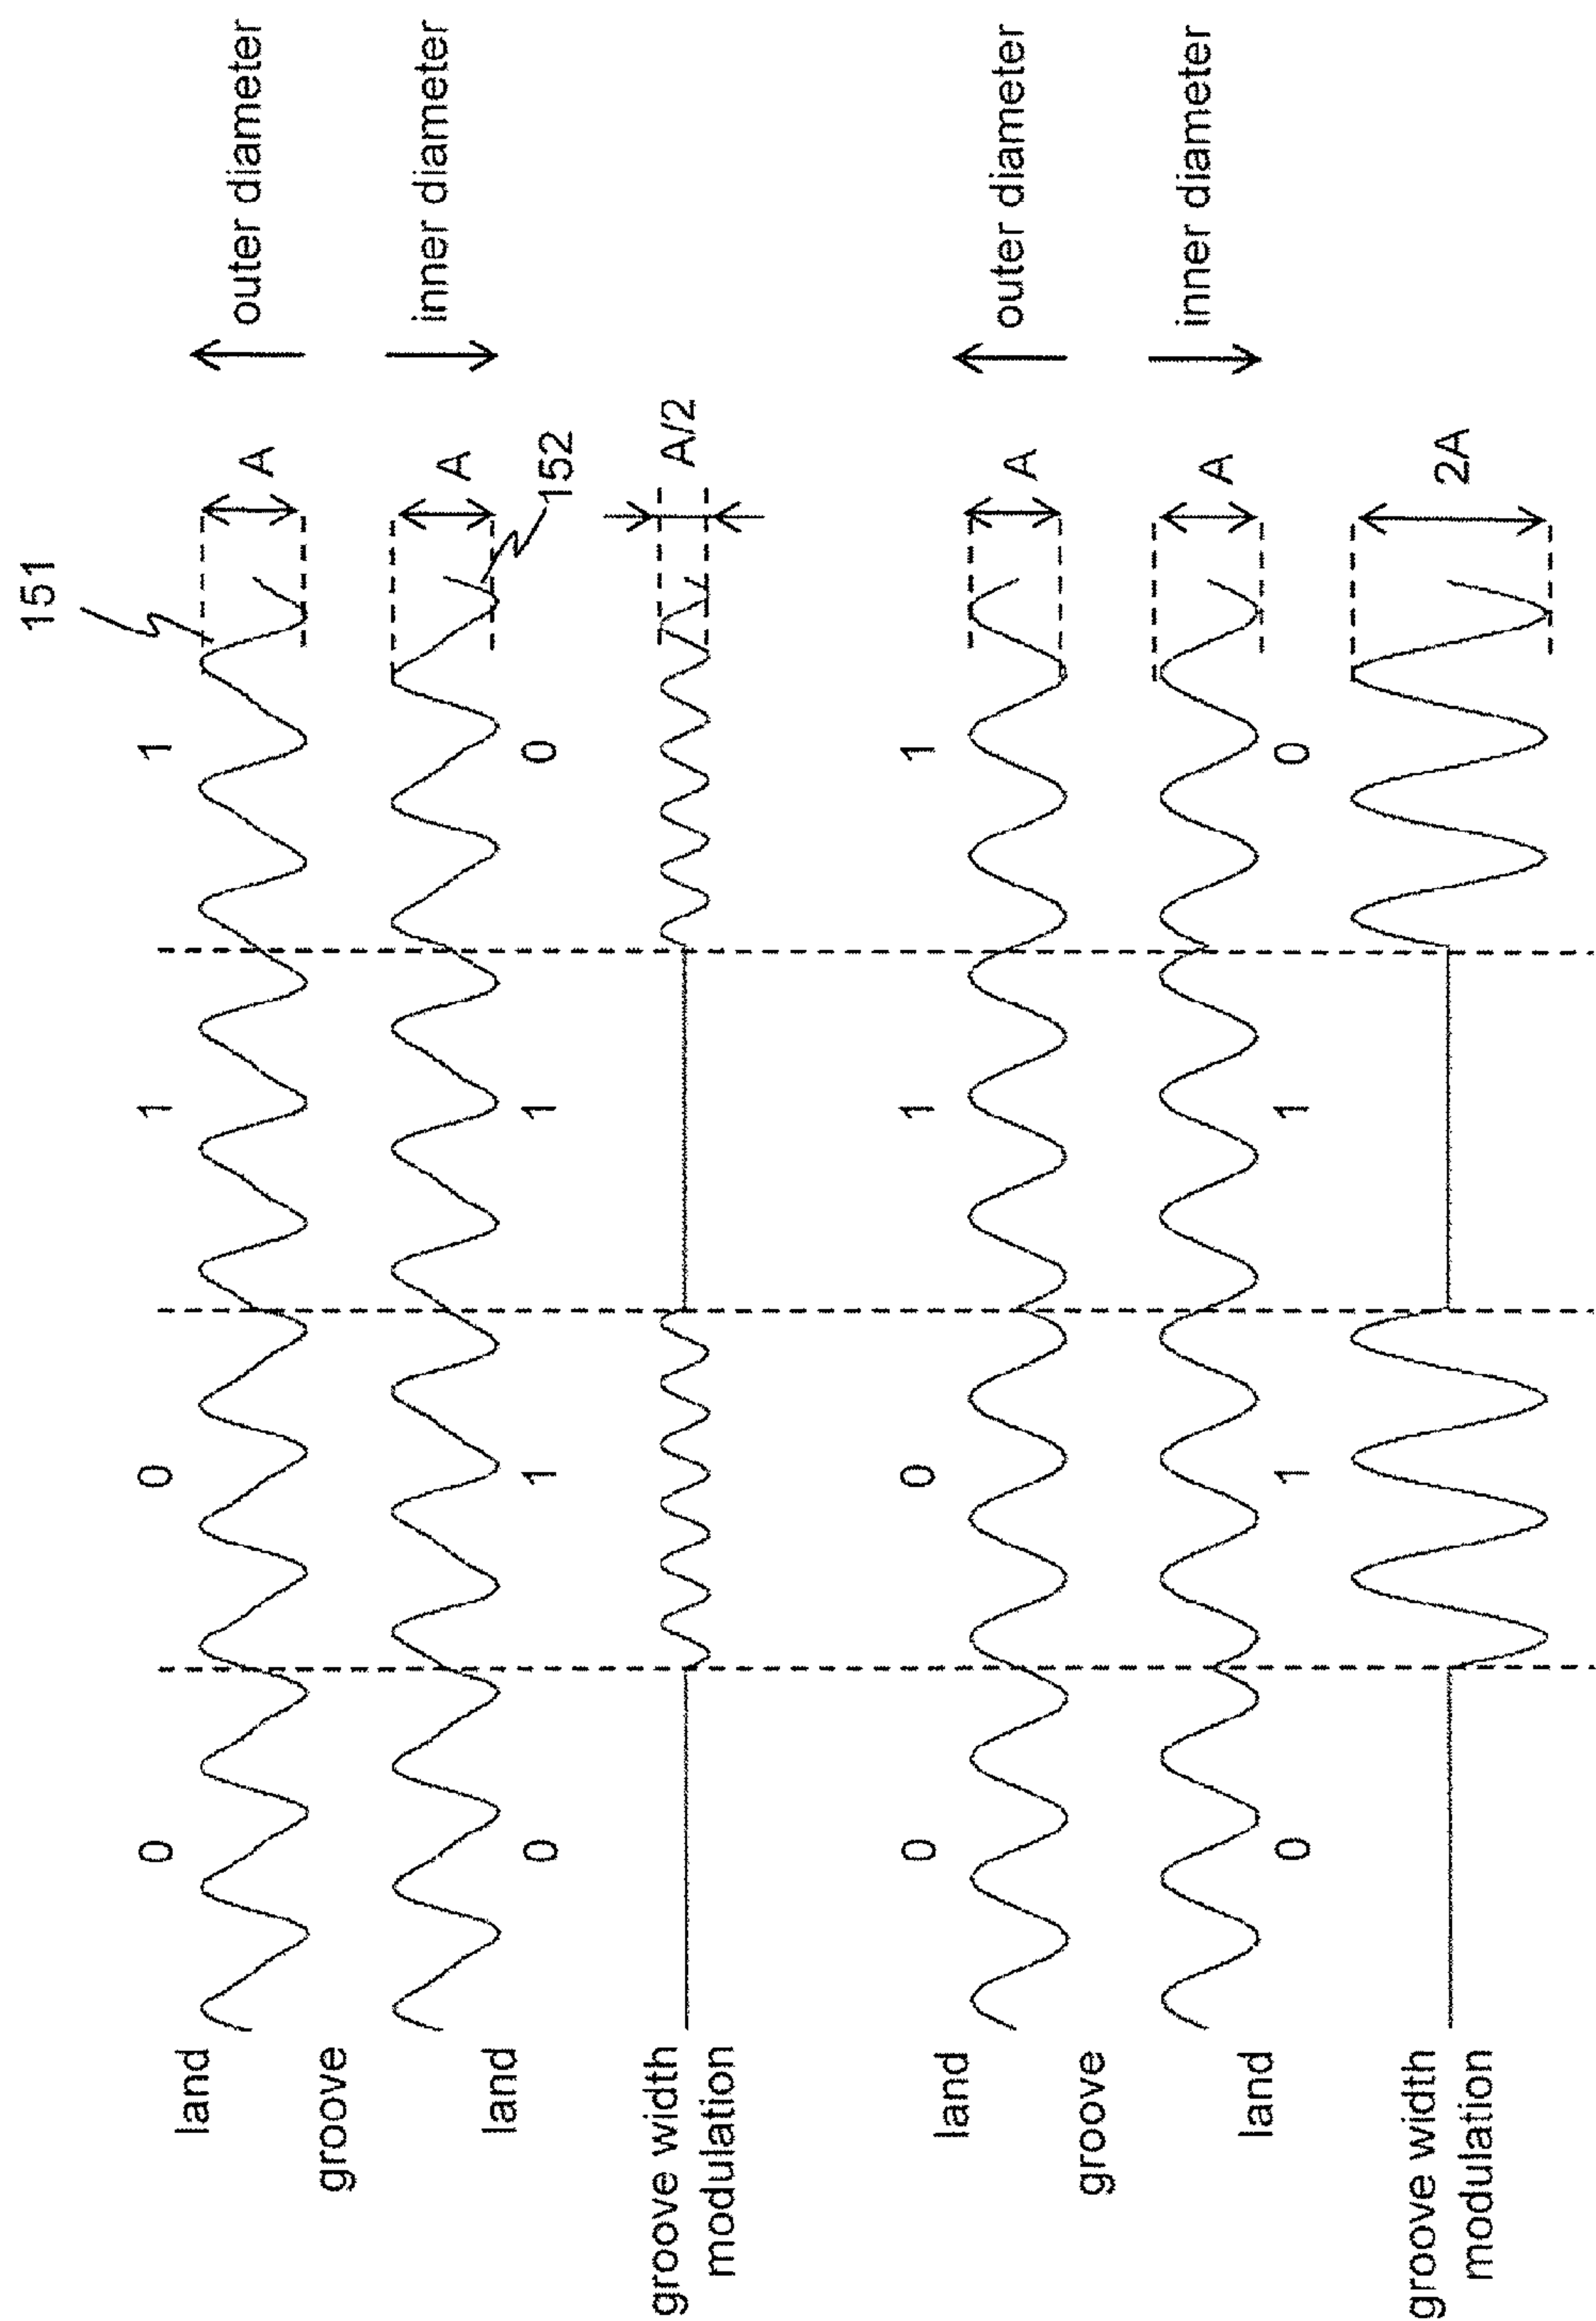 151
0
0
1
1
land
A
outer diameter
groove
A
inner diameter
152
land
0
1
1
0
groove width
modulation
A/2
0
0
1
1
land
A
outer diameter
groove
A
inner diameter
land
0
1
1
0
groove width
modulation
2A